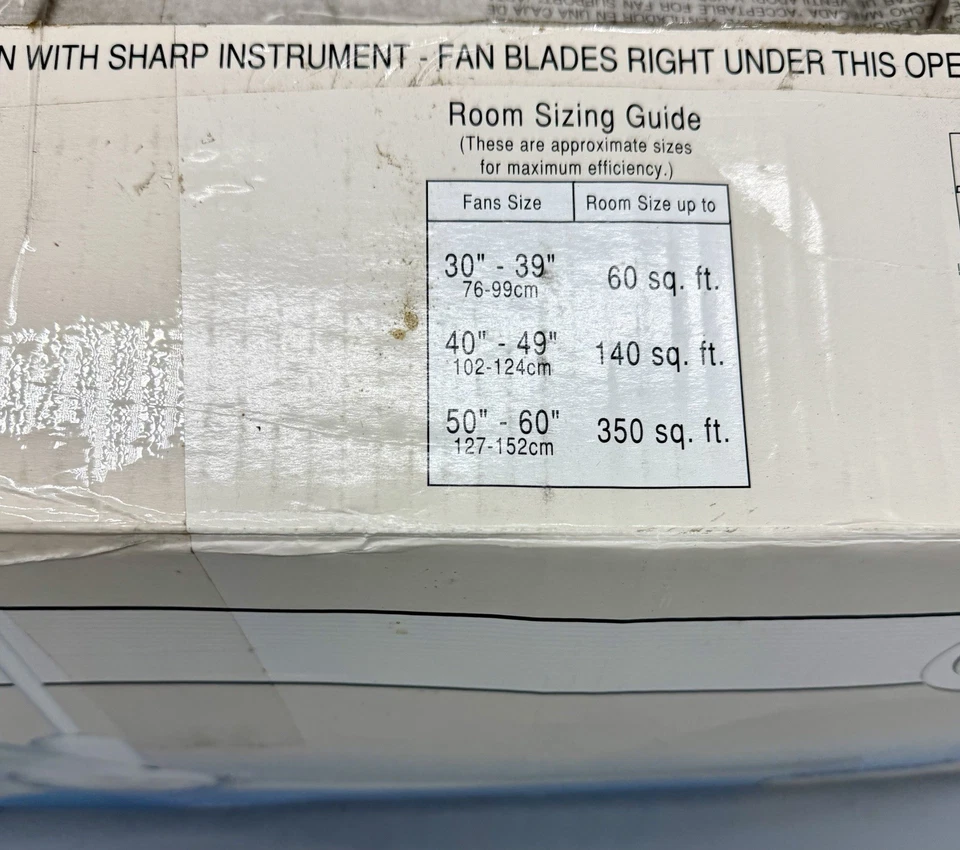 CAJA DE
N WITH SHARP INSTRUMENT - FAN BLADES RIGHT UNDER THIS OPE
Room Sizing Guide
(These are approximate sizes
for maximum efficiency.)
Fans Size Room Size up to
30" - 39" 60 sq. ft.
76-99cm
40" - 49" 140 sq. ft.
102-124cm
50" - 60" 350 sq. ft.
127-152cm